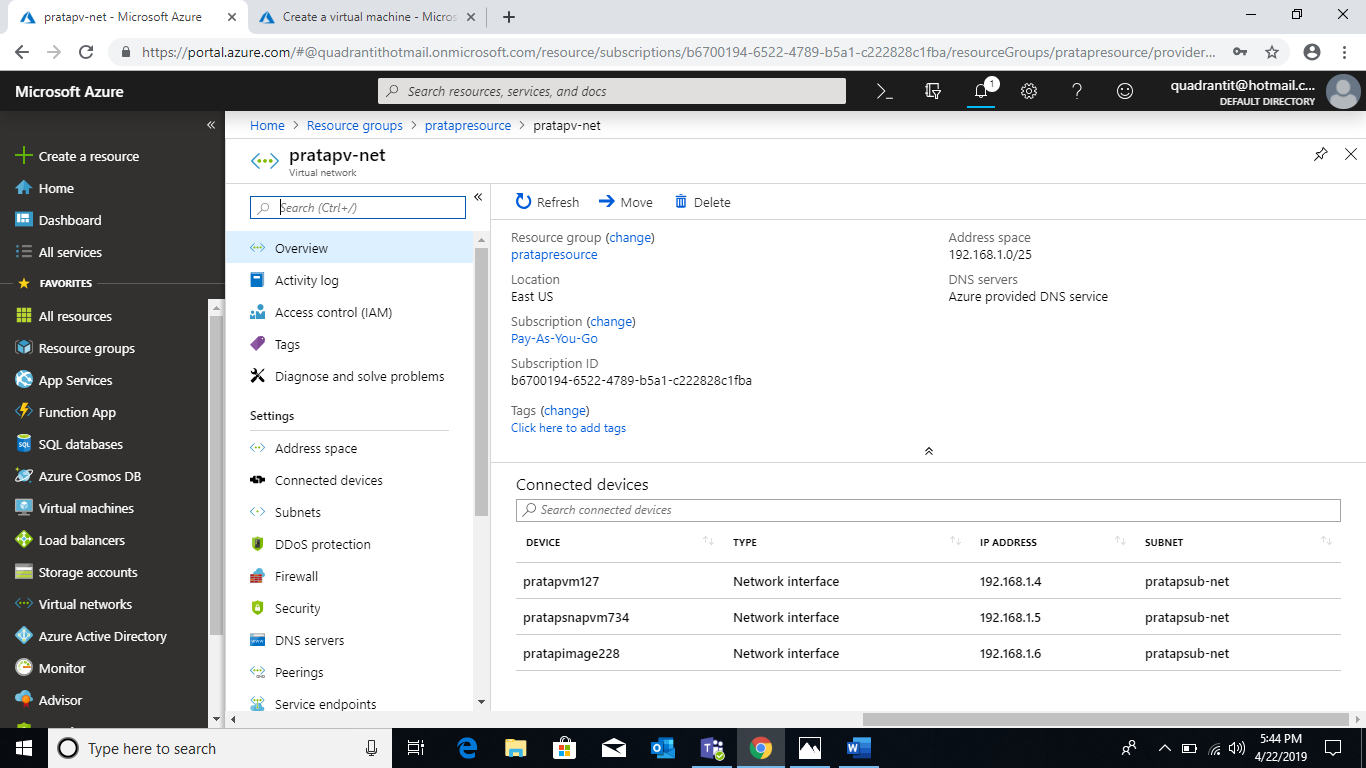 pratapv-net - Microsoft Azure
Create a virtual machine - Micros
https://portal.azure.com/#@quadrantithotmail.onmicrosoft.com/resource/subscriptions/b6700194-6522-4789-b5a1-c222828c1fba/resourceGroups/pratapresource/provider...
Microsoft Azure
Search resources, services, and docs
1
quadrantit@hotmail.c...
DEFAULT DIRECTORY
Create a resource
Home
Dashboard
All services
FAVORITES
All resources
Resource groups
App Services
Function App
SQL databases
Azure Cosmos DB
Virtual machines
Load balancers
Storage accounts
Virtual networks
Azure Active Directory
Monitor
Advisor
Home > Resource groups > pratapresource > pratapv-net
pratapv-net
Virtual network
Search (Ctrl+/)
Overview
Activity log
Access control (IAM)
Tags
Diagnose and solve problems
Settings
Address space
Connected devices
Subnets
DDoS protection
Firewall
Security
DNS servers
Peerings
Service endpoints
Refresh Move Delete
Resource group (change)
pratapresource
Location
East US
Subscription (change)
Pay-As-You-Go
Subscription ID
b6700194-6522-4789-b5a1-c222828c1fba
Tags (change)
Click here to add tags
Address space
192.168.1.0/25
DNS servers
Azure provided DNS service
Connected devices
Search connected devices
DEVICE TYPE IP ADDRESS SUBNET
pratapvm127 Network interface 192.168.1.4 pratapsub-net
pratapsnapvm734 Network interface 192.168.1.5 pratapsub-net
pratapimage228 Network interface 192.168.1.6 pratapsub-net
Type here to search
5:44 PM
4/22/2019